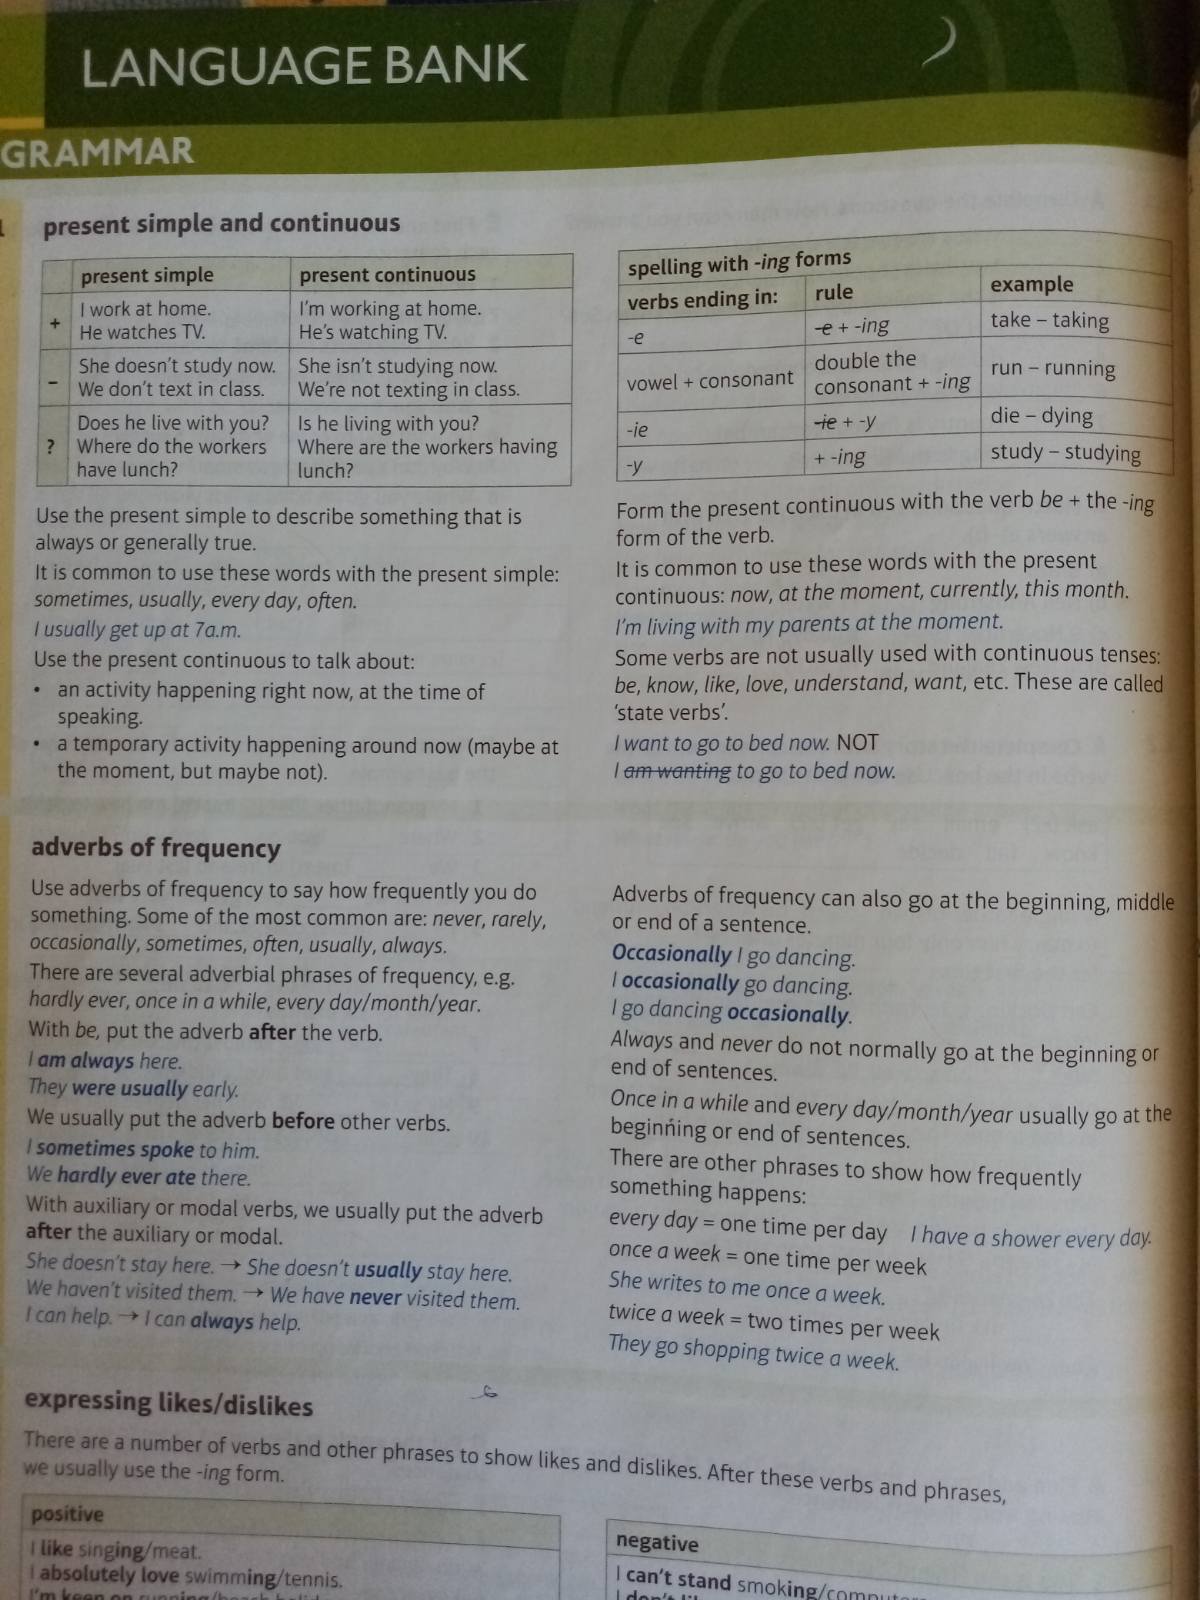 LANGUAGE BANK
GRAMMAR
present simple and continuous
present simple present continuous
+ I work at home. I'm working at home.
He watches TV. He's watching TV.
– She doesn't study now. She isn't studying now.
We don't text in class. We're not texting in class.
? Does he live with you? Is he living with you?
Where do the workers Where are the workers having
have lunch? lunch?
Use the present simple to describe something that is
always or generally true.
It is common to use these words with the present simple:
sometimes, usually, every day, often.
I usually get up at 7a.m.
Use the present continuous to talk about:
• an activity happening right now, at the time of
speaking.
• a temporary activity happening around now (maybe at
the moment, but maybe not).
spelling with -ing forms
verbs ending in: rule example
-e -e + -ing take – taking
vowel + consonant double the
consonant + -ing run – running
-ie -ie + -y die – dying
-y + -ing study – studying
Form the present continuous with the verb be + the -ing
form of the verb.
It is common to use these words with the present
continuous: now, at the moment, currently, this month.
I'm living with my parents at the moment.
Some verbs are not usually used with continuous tenses:
be, know, like, love, understand, want, etc. These are called
'state verbs'.
I want to go to bed now. NOT
I am wanting to go to bed now.
adverbs of frequency
Use adverbs of frequency to say how frequently you do
something. Some of the most common are: never, rarely,
occasionally, sometimes, often, usually, always.
There are several adverbial phrases of frequency, e.g.
hardly ever, once in a while, every day/month/year.
With be, put the adverb after the verb.
I am always here.
They were usually early.
We usually put the adverb before other verbs.
I sometimes spoke to him.
We hardly ever ate there.
With auxiliary or modal verbs, we usually put the adverb
after the auxiliary or modal.
She doesn't stay here. → She doesn't usually stay here.
We haven't visited them. → We have never visited them.
I can help. → I can always help.
Adverbs of frequency can also go at the beginning, middle
or end of a sentence.
Occasionally I go dancing.
I occasionally go dancing.
I go dancing occasionally.
Always and never do not normally go at the beginning or
end of sentences.
Once in a while and every day/month/year usually go at the
beginning or end of sentences.
There are other phrases to show how frequently
something happens:
every day = one time per day I have a shower every day.
once a week = one time per week
She writes to me once a week.
twice a week = two times per week
They go shopping twice a week.
expressing likes/dislikes
There are a number of verbs and other phrases to show likes and dislikes. After these verbs and phrases,
we usually use the -ing form.
positive
I like singing/meat.
I absolutely love swimming/tennis.
I'm keen on running/beach
negative
I can't stand smoking/
I don't